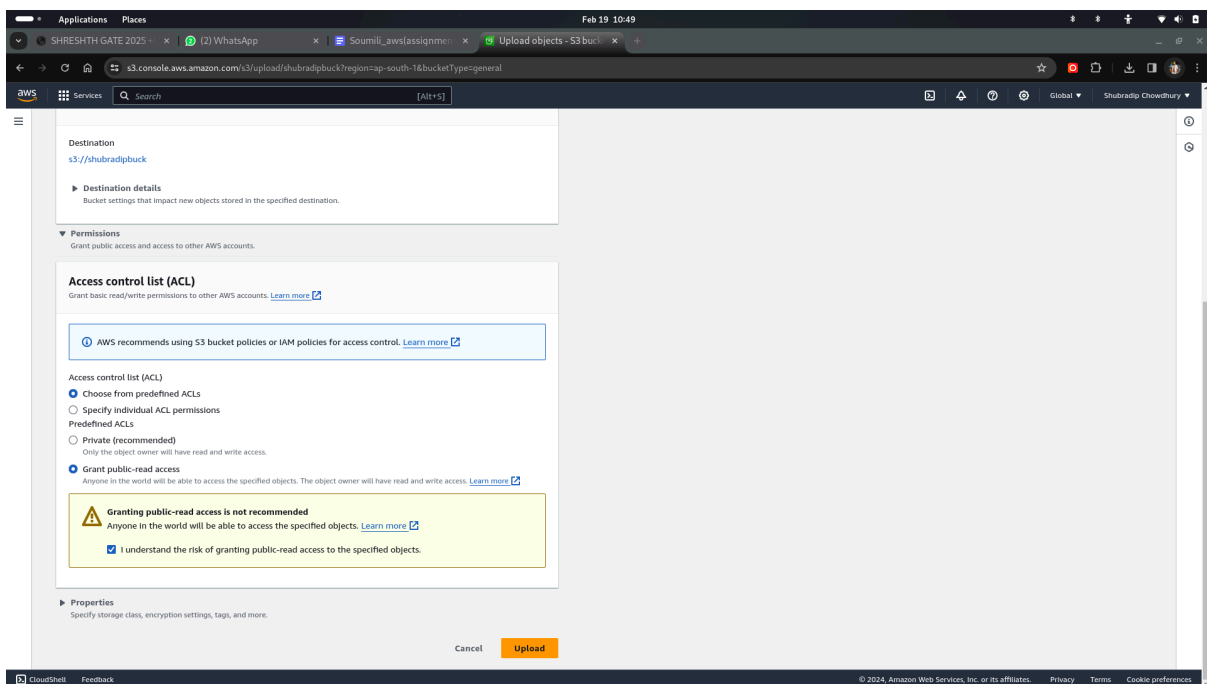 Applications Places Feb 19 10:49
SHRESHTH GATE 2025 (2) WhatsApp Soumili_aws(assignmen Upload objects - S3 buck
s3.console.aws.amazon.com/s3/upload/shubradipbuck?region=ap-south-1&bucketType=general
aws Services Search [Alt+S] Global Shubradip Chowdhury
Destination
s3://shubradipbuck
Destination details
Bucket settings that impact new objects stored in the specified destination.
Permissions
Grant public access and access to other AWS accounts.
Access control list (ACL)
Grant basic read/write permissions to other AWS accounts. Learn more
AWS recommends using S3 bucket policies or IAM policies for access control. Learn more
Access control list (ACL)
Choose from predefined ACLs
Specify individual ACL permissions
Predefined ACLs
Private (recommended)
Only the object owner will have read and write access.
Grant public-read access
Anyone in the world will be able to access the specified objects. The object owner will have read and write access. Learn more
Granting public-read access is not recommended
Anyone in the world will be able to access the specified objects. Learn more
I understand the risk of granting public-read access to the specified objects.
Properties
Specify storage class, encryption settings, tags, and more.
Cancel Upload
CloudShell Feedback © 2024, Amazon Web Services, Inc. or its affiliates. Privacy Terms Cookie preferences